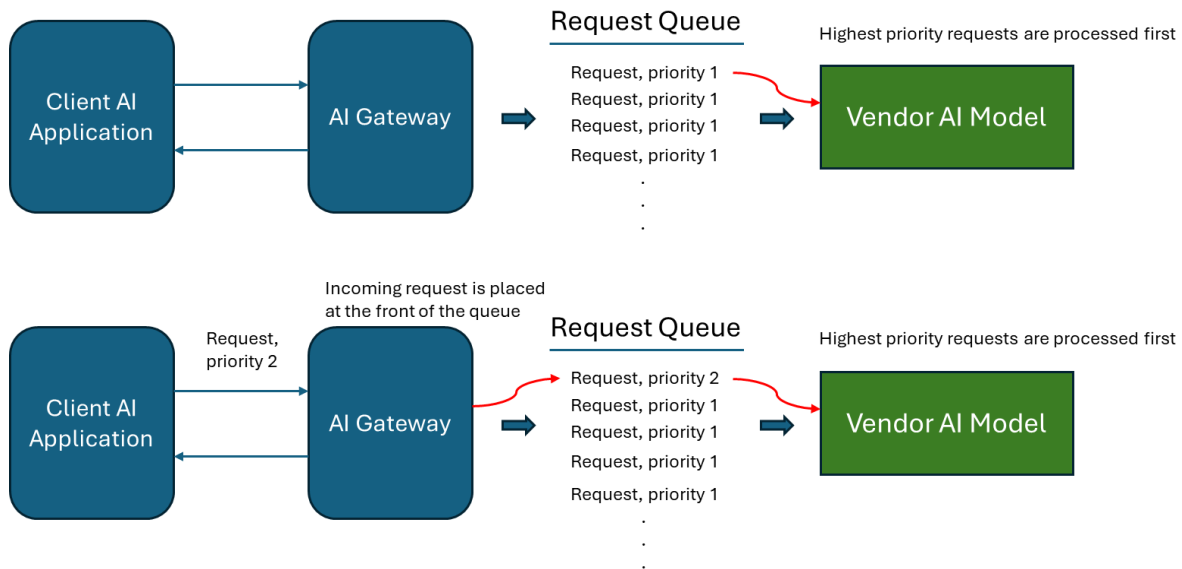 Request Queue
Highest priority requests are processed first
Client AI
Application
AI Gateway
Request, priority 1
Request, priority 1
Request, priority 1
Request, priority 1
.
.
.
Vendor AI Model
Incoming request is placed
at the front of the queue
Request Queue
Highest priority requests are processed first
Request,
priority 2
Client AI
Application
AI Gateway
Request, priority 2
Request, priority 1
Request, priority 1
Request, priority 1
Request, priority 1
.
.
.
Vendor AI Model